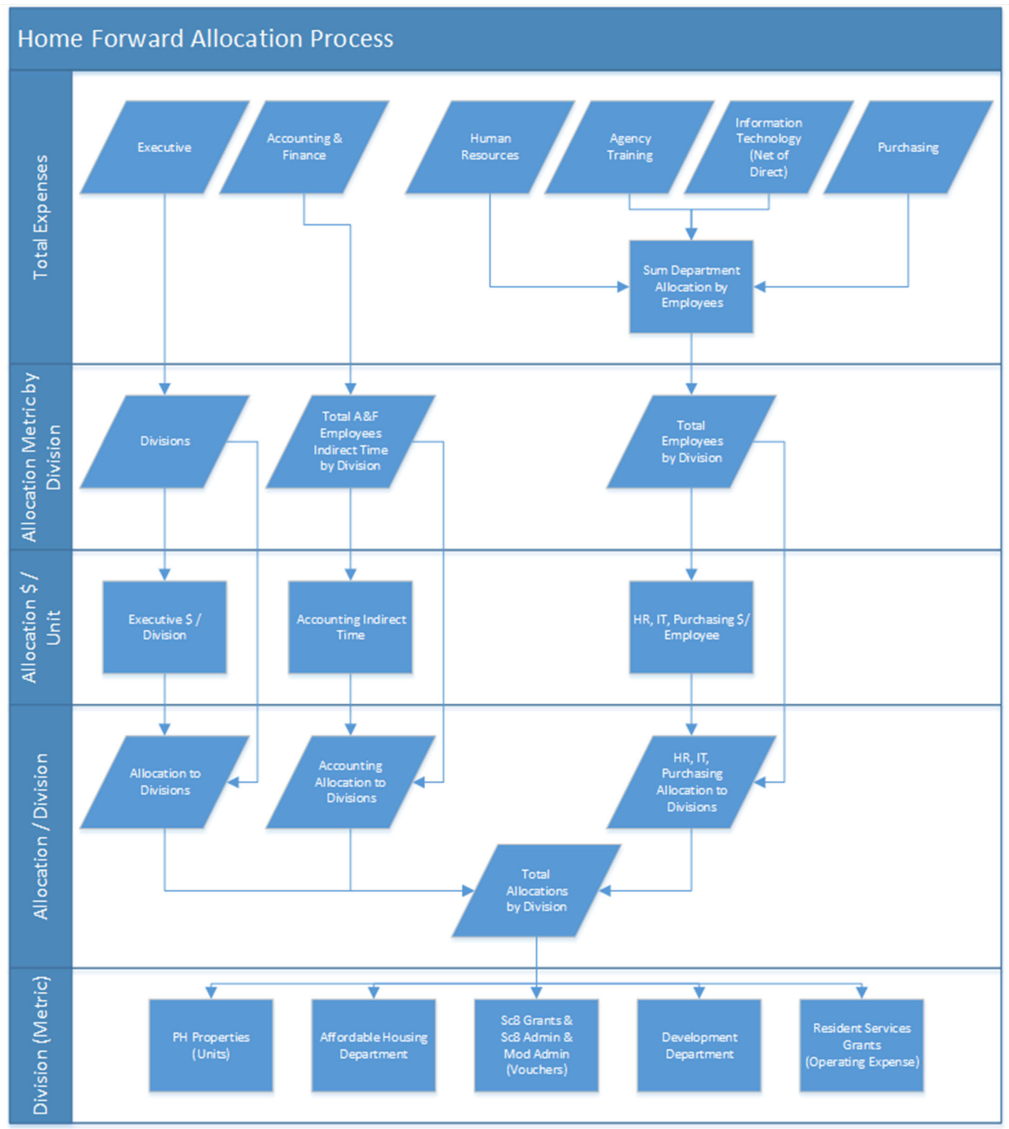 Home Forward Allocation Process
Total Expenses
Executive
Accounting &
Finance
Human
Resources
Agency
Training
Information
Technology
(Net of
Direct)
Purchasing
Sum Department
Allocation by
Employees
Allocation Metric by
Division
Divisions
Total A&F
Employees
Indirect Time
by Division
Total
Employees
by Division
Allocation $ /
Unit
Executive $ /
Division
Accounting Indirect
Time
HR, IT, Purchasing $/
Employee
Allocation / Division
Allocation to
Divisions
Accounting
Allocation to
Divisions
HR, IT,
Purchasing
Allocation to
Divisions
Total
Allocations
by Division
Division (Metric)
PH Properties
(Units)
Affordable Housing
Department
Sc8 Grants &
Sc8 Admin &
Mod Admin
(Vouchers)
Development
Department
Resident Services
Grants
(Operating Expense)